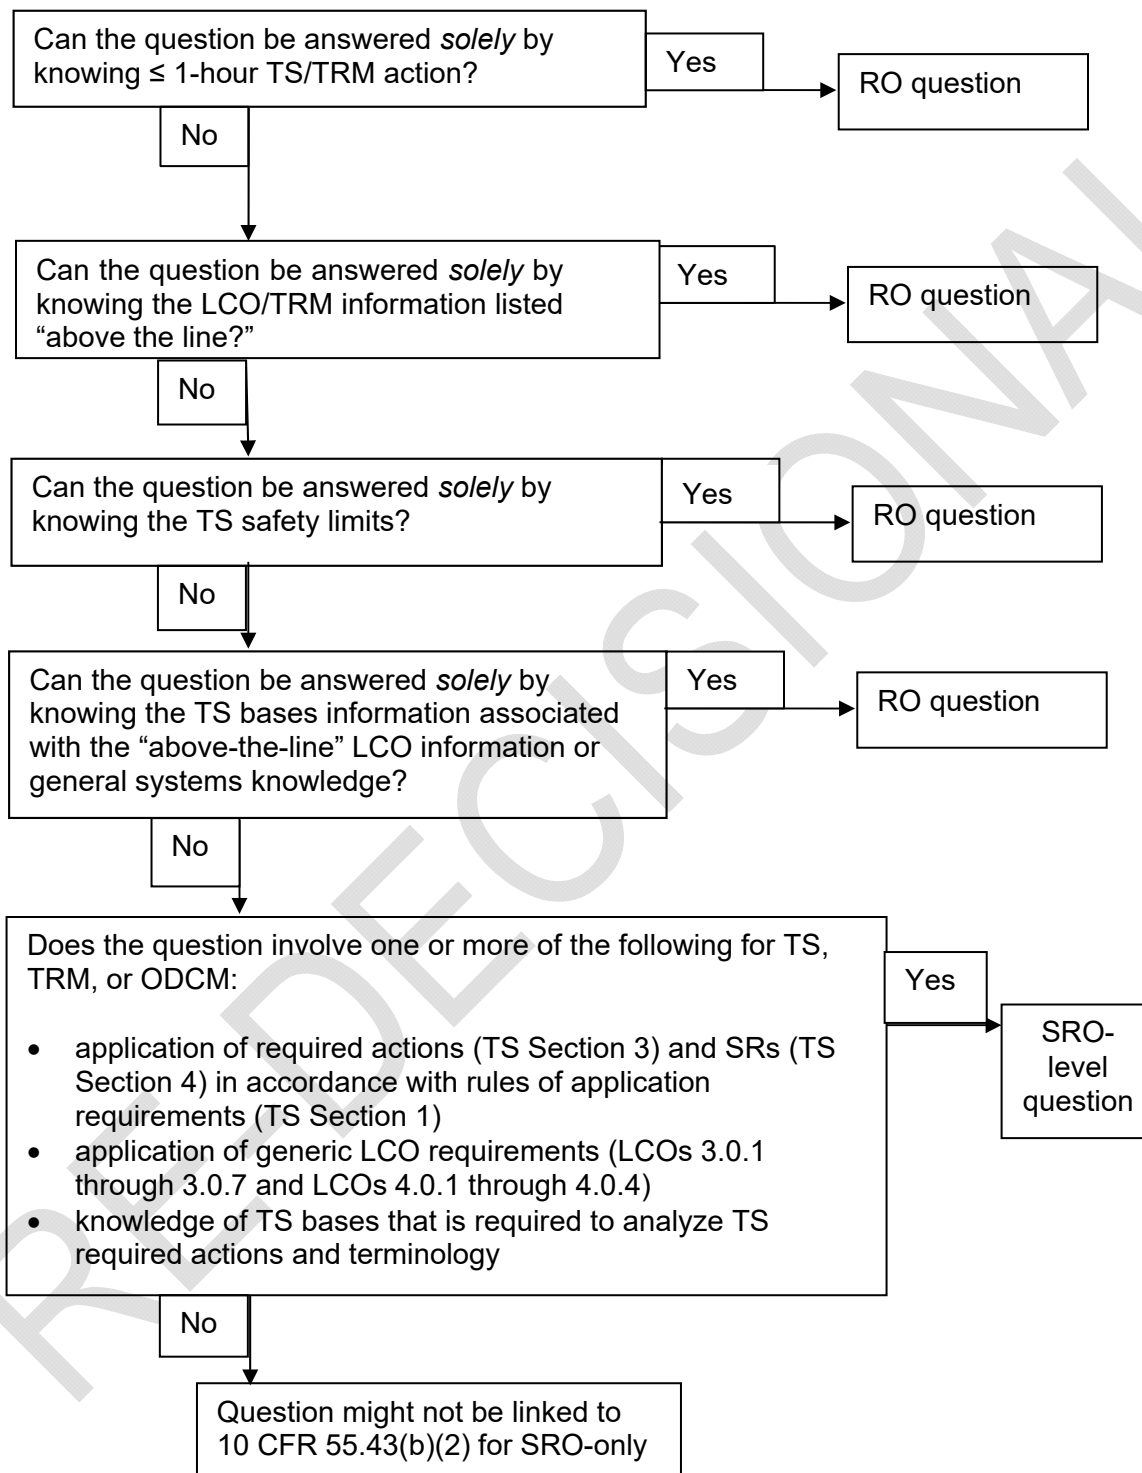 Can the question be answered solely by
knowing ≤ 1-hour TS/TRM action?
Yes
RO question
No
Can the question be answered solely by
knowing the LCO/TRM information listed
“above the line?”
Yes
RO question
No
Can the question be answered solely by
knowing the TS safety limits?
Yes
RO question
No
Can the question be answered solely by
knowing the TS bases information associated
with the “above-the-line” LCO information or
general systems knowledge?
Yes
RO question
No
Does the question involve one or more of the following for TS,
TRM, or ODCM:
• application of required actions (TS Section 3) and SRs (TS
Section 4) in accordance with rules of application
requirements (TS Section 1)
• application of generic LCO requirements (LCOs 3.0.1
through 3.0.7 and LCOs 4.0.1 through 4.0.4)
• knowledge of TS bases that is required to analyze TS
required actions and terminology
Yes
SRO-
level
question
No
Question might not be linked to
10 CFR 55.43(b)(2) for SRO-only
RE-DECISIONAL